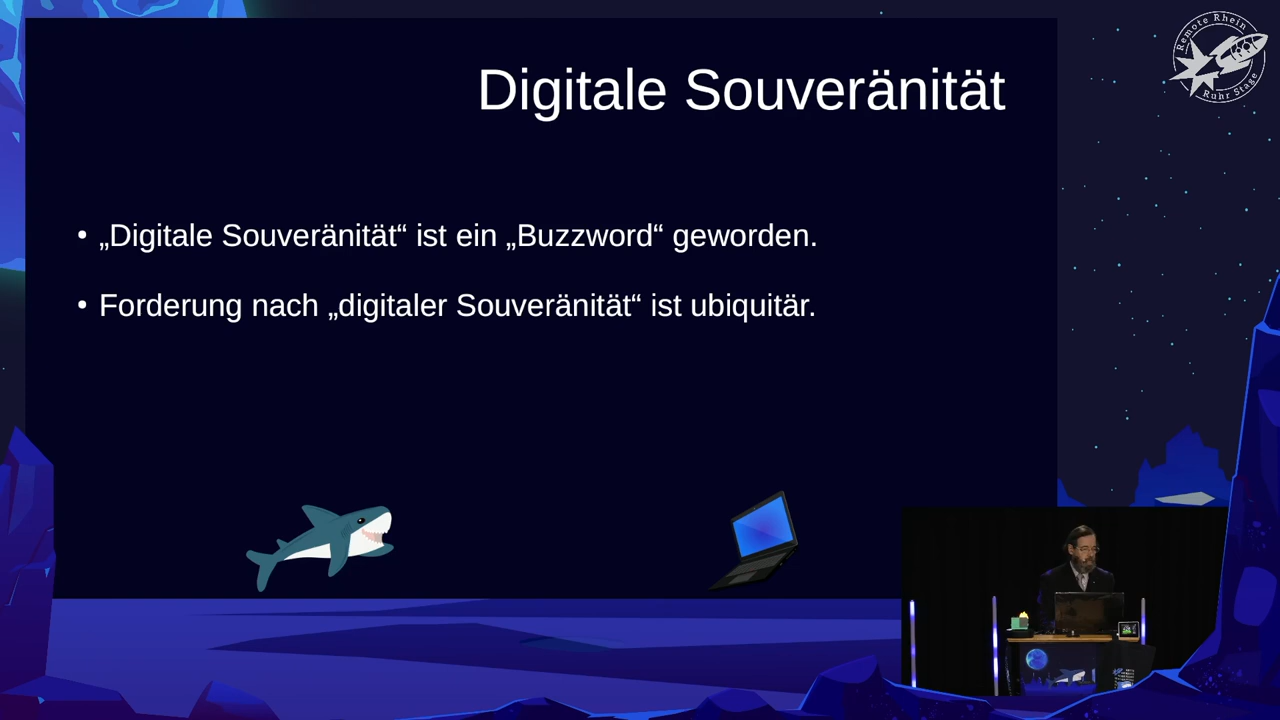 Remote Rhein
Ruhr Stage
Digitale Souveränität
• „Digitale Souveränität“ ist ein „Buzzword“ geworden.
• Forderung nach „digitaler Souveränität“ ist ubiquitär.